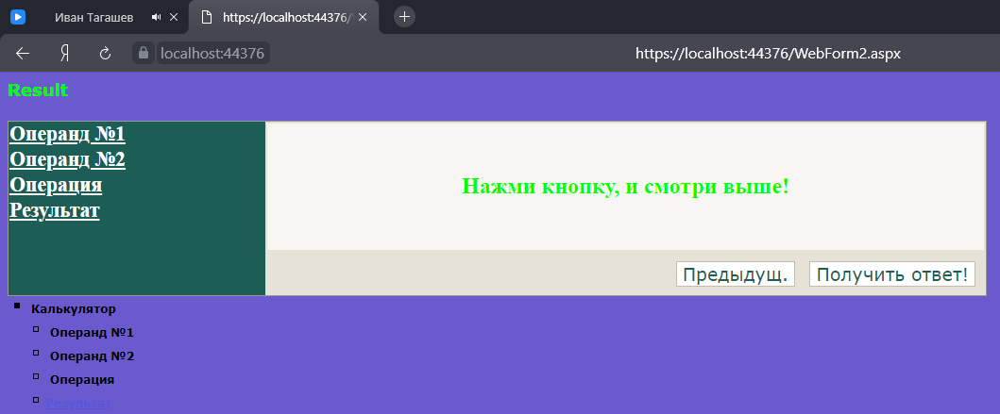 Иван Тагашев
https://localhost:44376/
localhost:44376
https://localhost:44376/WebForm2.aspx
Result
Операнд №1
Операнд №2
Операция
Результат
Нажми кнопку, и смотри выше!
Предыдущ.
Получить ответ!
Калькулятор
Операнд №1
Операнд №2
Операция
Результат